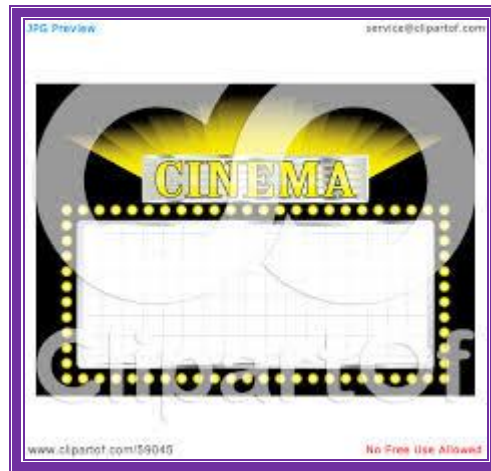 JPG Preview
service@clipartof.com
CINEMA
ClipartOf
www.clipartof.com/59045
No Free Use Allowed